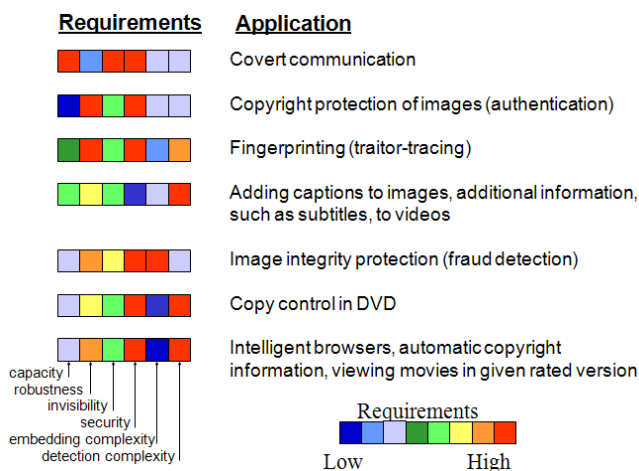 Requirements Application
Covert communication
Copyright protection of images (authentication)
Fingerprinting (traitor-tracing)
Adding captions to images, additional information,
such as subtitles, to videos
Image integrity protection (fraud detection)
Copy control in DVD
Intelligent browsers, automatic copyright
information, viewing movies in given rated version
capacity
robustness
invisibility
security
embedding complexity
detection complexity
Requirements
Low High